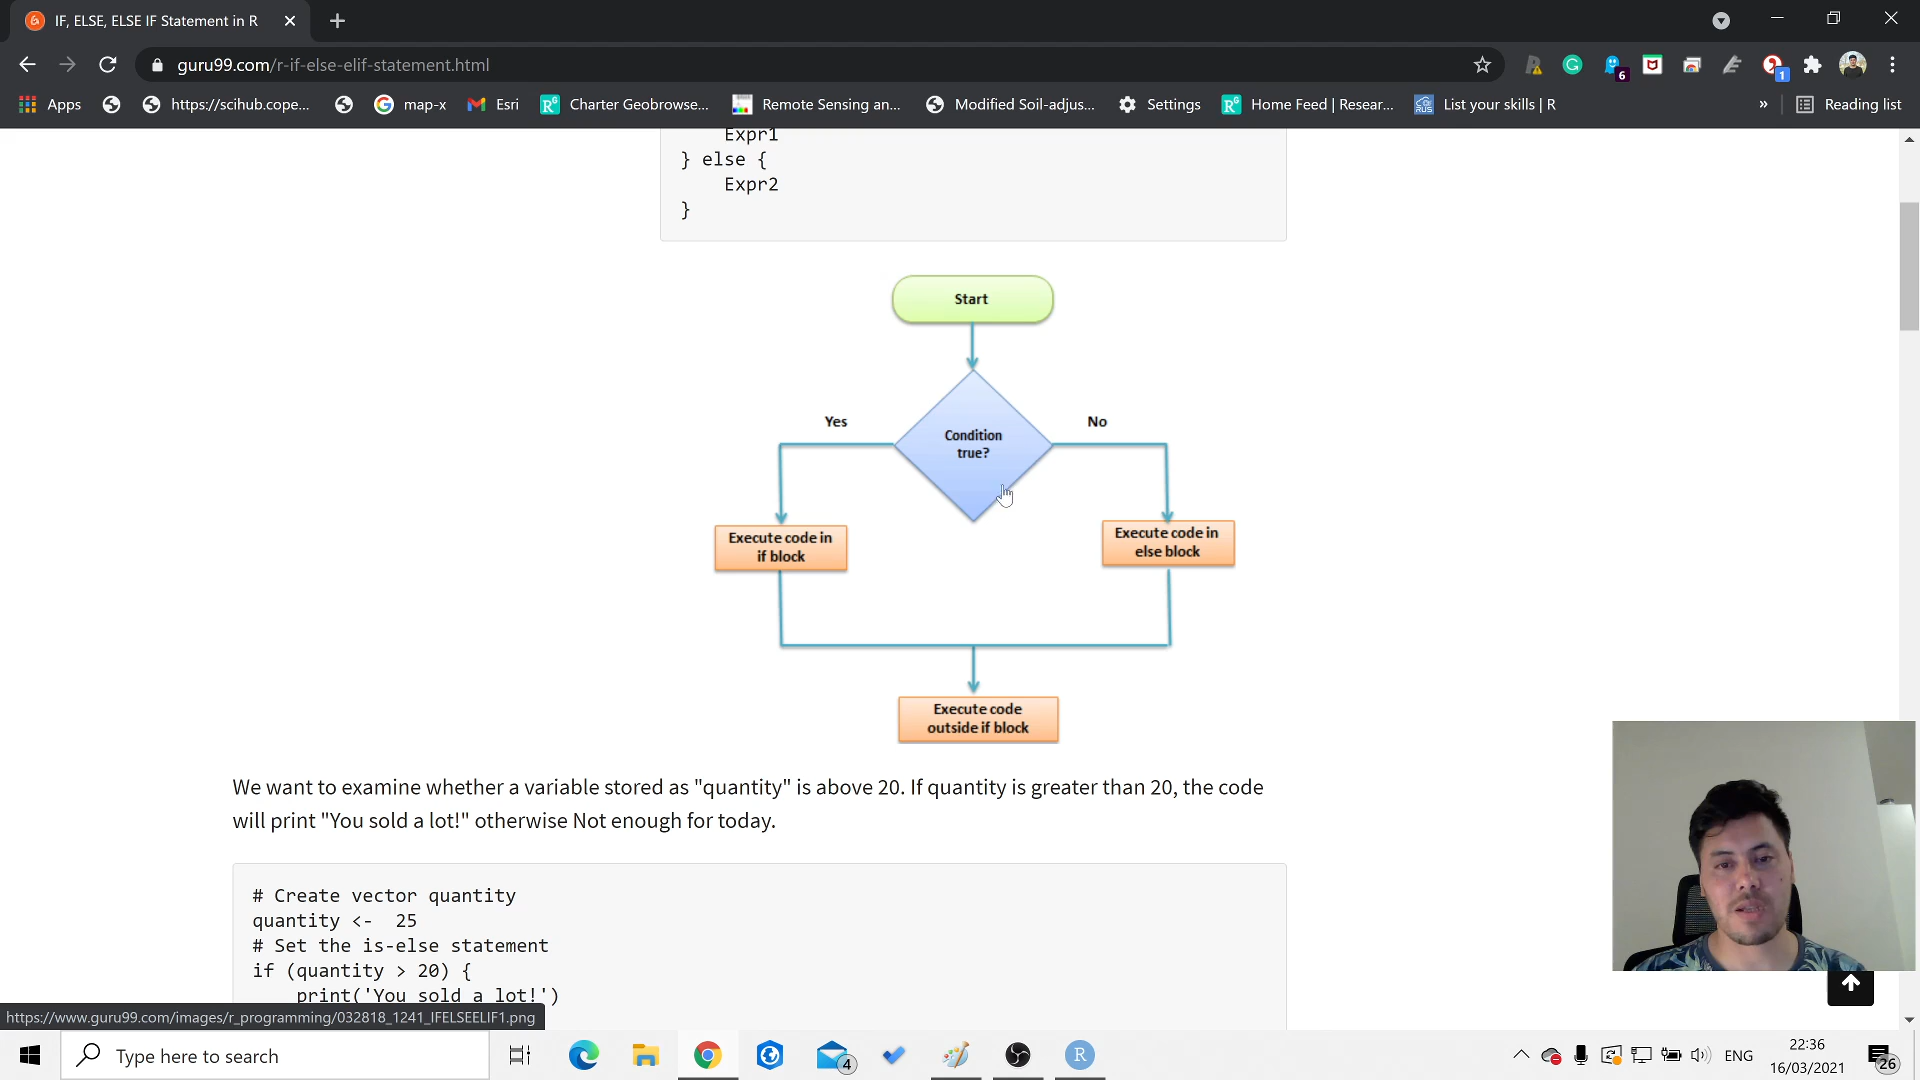 IF, ELSE, ELSE IF Statement in R
guru99.com/r-if-else-elif-statement.html
6
1
Apps
https://scihub.cope...
map-x
Esri
Charter Geobrowse...
Remote Sensing an...
Modified Soil-adjus...
Settings
Home Feed | Resear...
List your skills | R
»
Reading list
Expr1
} else {
Expr2
}
Start
Yes
No
Condition
true?
Execute code in
if block
Execute code in
else block
Execute code
outside if block
We want to examine whether a variable stored as "quantity" is above 20. If quantity is greater than 20, the code
will print "You sold a lot!" otherwise Not enough for today.
# Create vector quantity
quantity <-  25
# Set the is-else statement
if (quantity > 20) {
print('You sold a lot!')
https://www.guru99.com/images/r_programming/032818_1241_IFELSEELIF1.png
Type here to search
4
R
ENG
22:36
16/03/2021
26